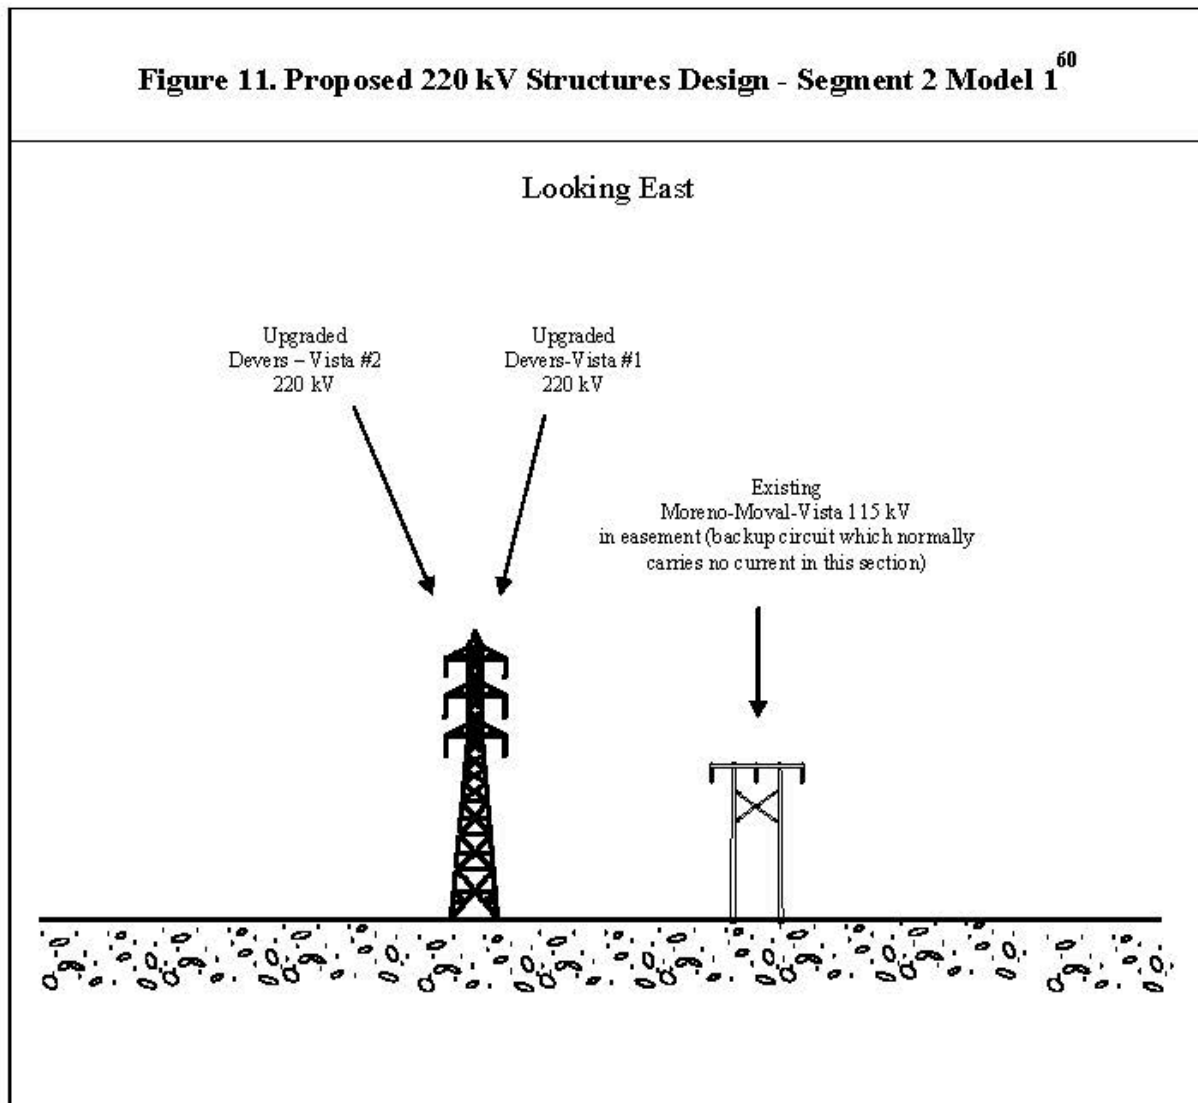 Figure 11. Proposed 220 kV Structures Design - Segment 2 Model 1⁶⁰
Looking East
Upgraded
Devers – Vista #2
220 kV
Upgraded
Devers-Vista #1
220 kV
Existing
Moreno-Moval-Vista 115 kV
in easement (backup circuit which normally
carries no current in this section)